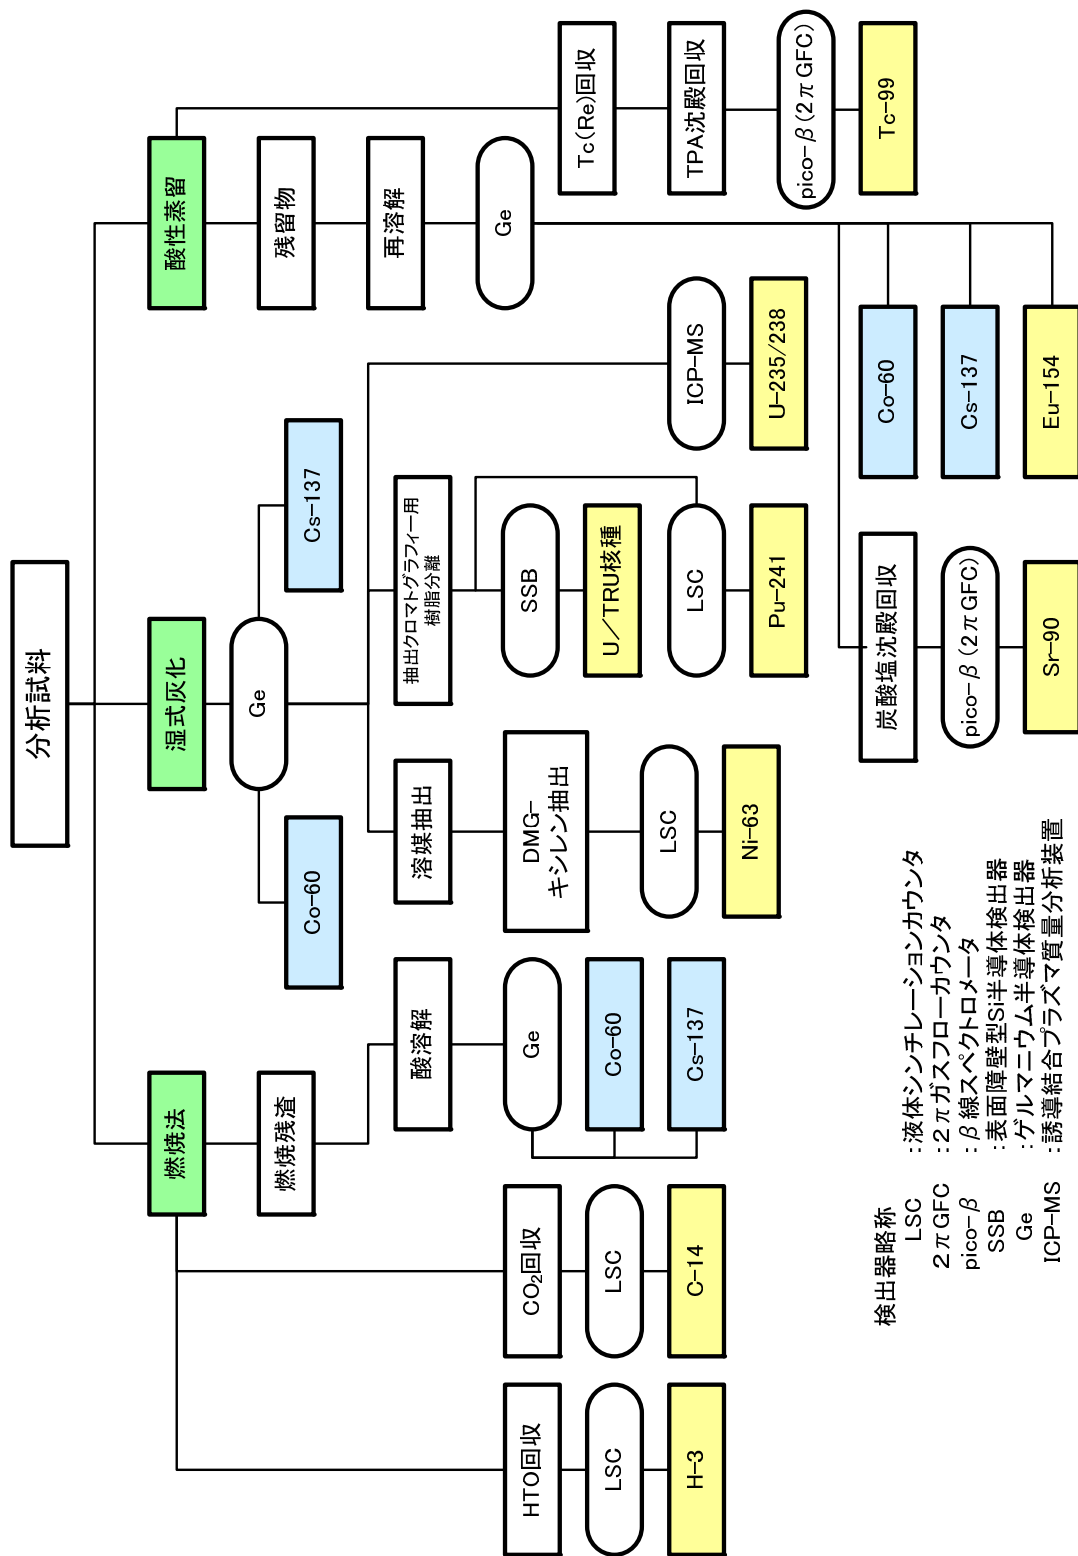 分析試料
燃焼法
湿式灰化
酸性蒸留
燃焼残渣
Ge
残留物
Co-60
Cs-137
再溶解
酸溶解
溶媒抽出
抽出クロマトグラフィー用
樹脂分離
Ge
HTO回収
CO₂回収
Ge
DMG-
キシレン抽出
SSB
Tc(Re)回収
LSC
LSC
Co-60
LSC
U/TRU核種
ICP-MS
TPA沈殿回収
H-3
C-14
Cs-137
Ni-63
LSC
U-235/238
pico-β(2πGFC)
Pu-241
Tc-99
炭酸塩沈殿回収
Co-60
pico-β(2πGFC)
Cs-137
Sr-90
Eu-154
検出器略称
LSC :液体シンチレーションカウンタ
2πGFC :2πガスフローカウンタ
pico-β :β線スペクトロメータ
SSB :表面障壁型Si半導体検出器
Ge :ゲルマニウム半導体検出器
ICP-MS :誘導結合プラズマ質量分析装置